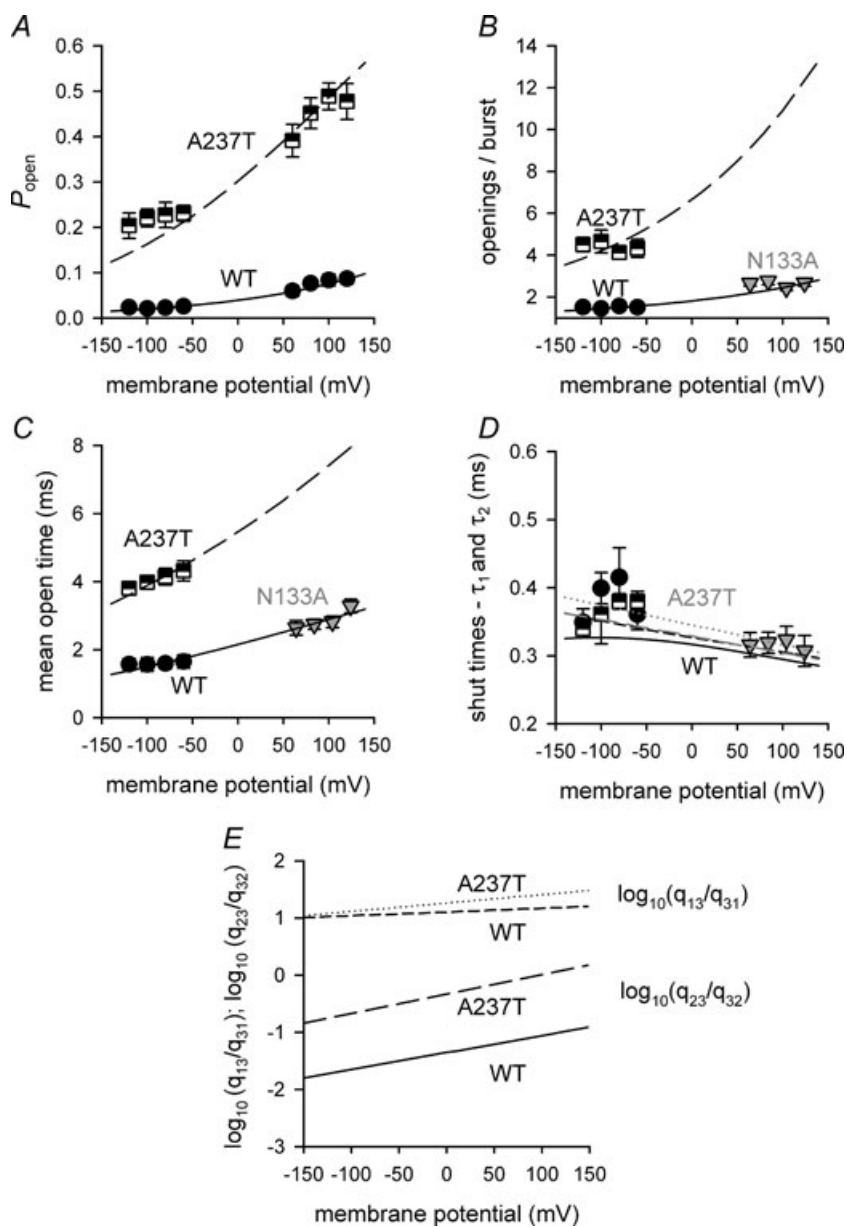 A
B
0.6
0.5
0.4
0.3
0.2
0.1
0.0
P_open
A237T
WT
-150 -100 -50 0 50 100 150
membrane potential (mV)
14
12
10
8
6
4
2
openings / burst
A237T
N133A
WT
-150 -100 -50 0 50 100 150
membrane potential (mV)
C
D
8
6
4
2
0
mean open time (ms)
A237T
N133A
WT
-150 -100 -50 0 50 100 150
membrane potential (mV)
0.6
0.5
0.4
0.3
0.2
shut times - τ₁ and τ₂ (ms)
A237T
WT
-150 -100 -50 0 50 100 150
membrane potential (mV)
E
2
1
0
-1
-2
-3
log₁₀ (q₁₃/q₃₁); log₁₀ (q₂₃/q₃₂)
A237T
log₁₀(q₁₃/q₃₁)
WT
A237T
log₁₀(q₂₃/q₃₂)
WT
-150 -100 -50 0 50 100 150
membrane potential (mV)